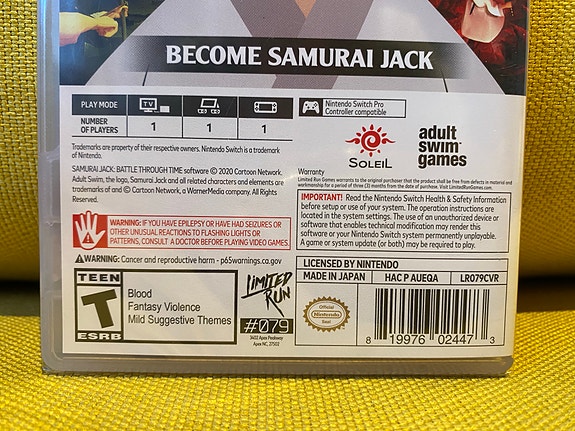 BECOME SAMURAI JACK
PLAY MODE
TV
NUMBER OF PLAYERS
1 1 1
Nintendo Switch Pro
Controller compatible
Trademarks are property of their respective owners. Nintendo Switch is a trademark
of Nintendo.
SAMURAI JACK: BATTLE THROUGH TIME software © 2020 Cartoon Network.
Adult Swim, the logo, Samurai Jack and all related characters and elements are
trademarks of and © Cartoon Network, a WarnerMedia company. All Rights
Reserved.
SOLEIL
adult
swim
games
Warranty
Limited Run Games warrants to the original purchaser that the product shall be free from defects in material and
workmanship for a period of three (3) months from the date of purchase. Visit LimitedRunGames.com.
IMPORTANT! Read the Nintendo Switch Health & Safety Information
before setup or use of your system. The operation instructions are
located in the system settings. The use of an unauthorized device or
software that enables technical modification may render this
or your Nintendo Switch system permanently unplayable.
A game or system update (or both) may be required to play.
WARNING: IF YOU HAVE EPILEPSY OR HAVE HAD SEIZURES OR
OTHER UNUSUAL REACTIONS TO FLASHING LIGHTS OR
PATTERNS, CONSULT A DOCTOR BEFORE PLAYING VIDEO GAMES.
WARNING: Cancer and reproductive harm - p65warnings.ca.gov
TEEN
T
ESRB
Blood
Fantasy Violence
Mild Suggestive Themes
LIMITED
RUN
#079
3402 Apex Peakway
Apex NC, 27502
LICENSED BY NINTENDO
MADE IN JAPAN HAC P AUEQA LR079CVR
Official
Nintendo
Seal
8 19976 02447 3